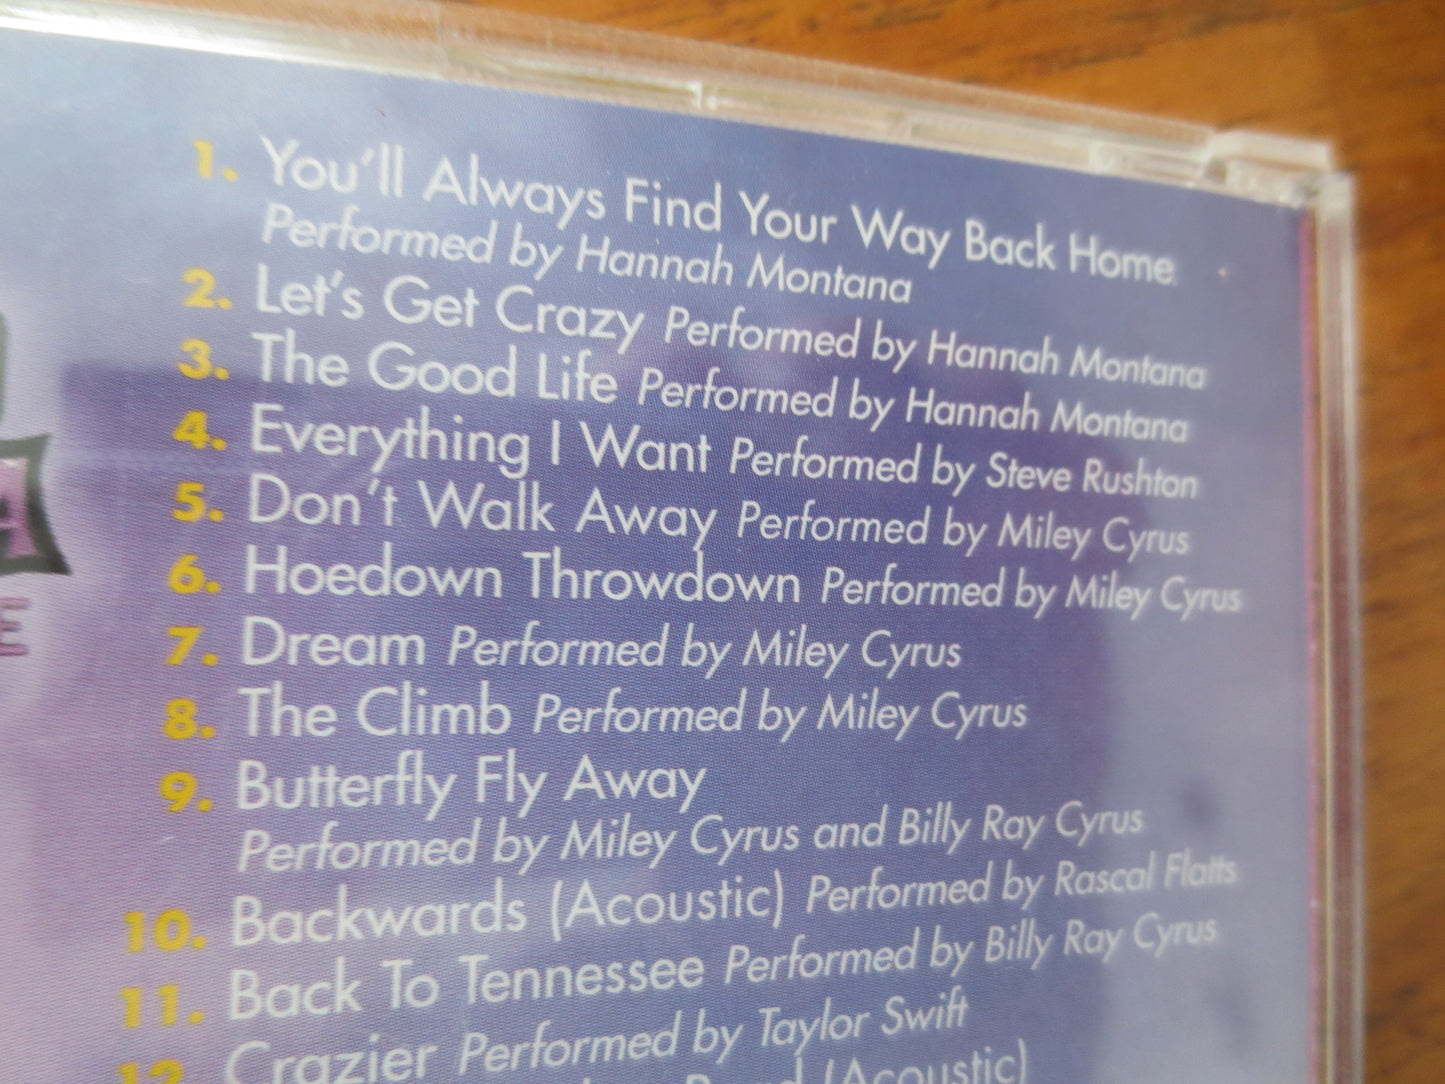 1. You'll Always Find Your Way Back Home
Performed by Hannah Montana
2. Let's Get Crazy Performed by Hannah Montana
3. The Good Life Performed by Hannah Montana
4. Everything I Want Performed by Steve Rushton
5. Don't Walk Away Performed by Miley Cyrus
6. Hoedown Throwdown Performed by Miley Cyrus
7. Dream Performed by Miley Cyrus
8. The Climb Performed by Miley Cyrus
9. Butterfly Fly Away
Performed by Miley Cyrus and Billy Ray Cyrus
10. Backwards (Acoustic) Performed by Rascal Flatts
11. Back To Tennessee Performed by Billy Ray Cyrus
12. Crazier Performed by Taylor Swift
Road (Acoustic)